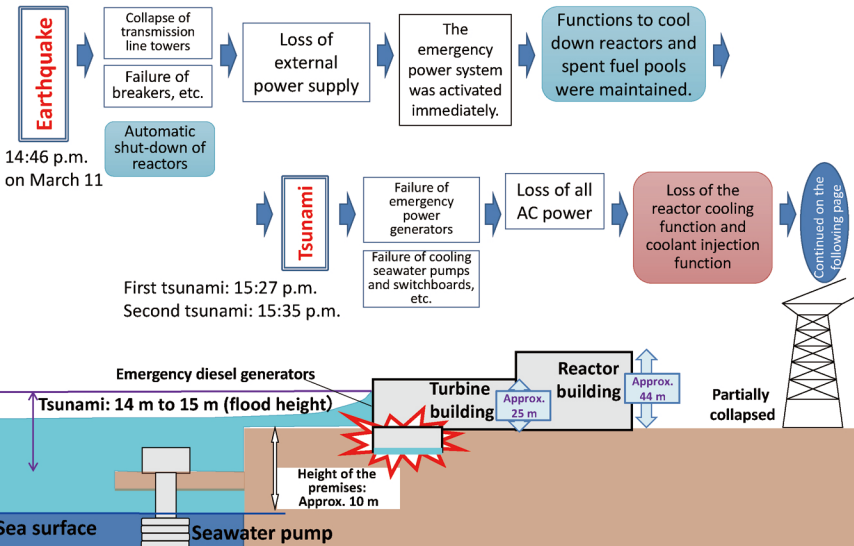 Earthquake
Collapse of
transmission
line towers
Failure of
breakers, etc.
Automatic
shut-down of
reactors
14:46 p.m.
on March 11
Loss of
external
power supply
The
emergency
power system
was activated
immediately.
Functions to cool
down reactors and
spent fuel pools
were maintained.
Tsunami
First tsunami: 15:27 p.m.
Second tsunami: 15:35 p.m.
Failure of
emergency
power
generators
Failure of cooling
seawater pumps
and switchboards,
etc.
Loss of all
AC power
Loss of the
reactor cooling
function and
coolant injection
function
Continued on the
following page
Emergency diesel generators
Tsunami: 14 m to 15 m (flood height)
Turbine
building
Approx.
25 m
Reactor
building
Approx.
44 m
Partially
collapsed
Height of the
premises:
Approx. 10 m
Sea surface
Seawater pump